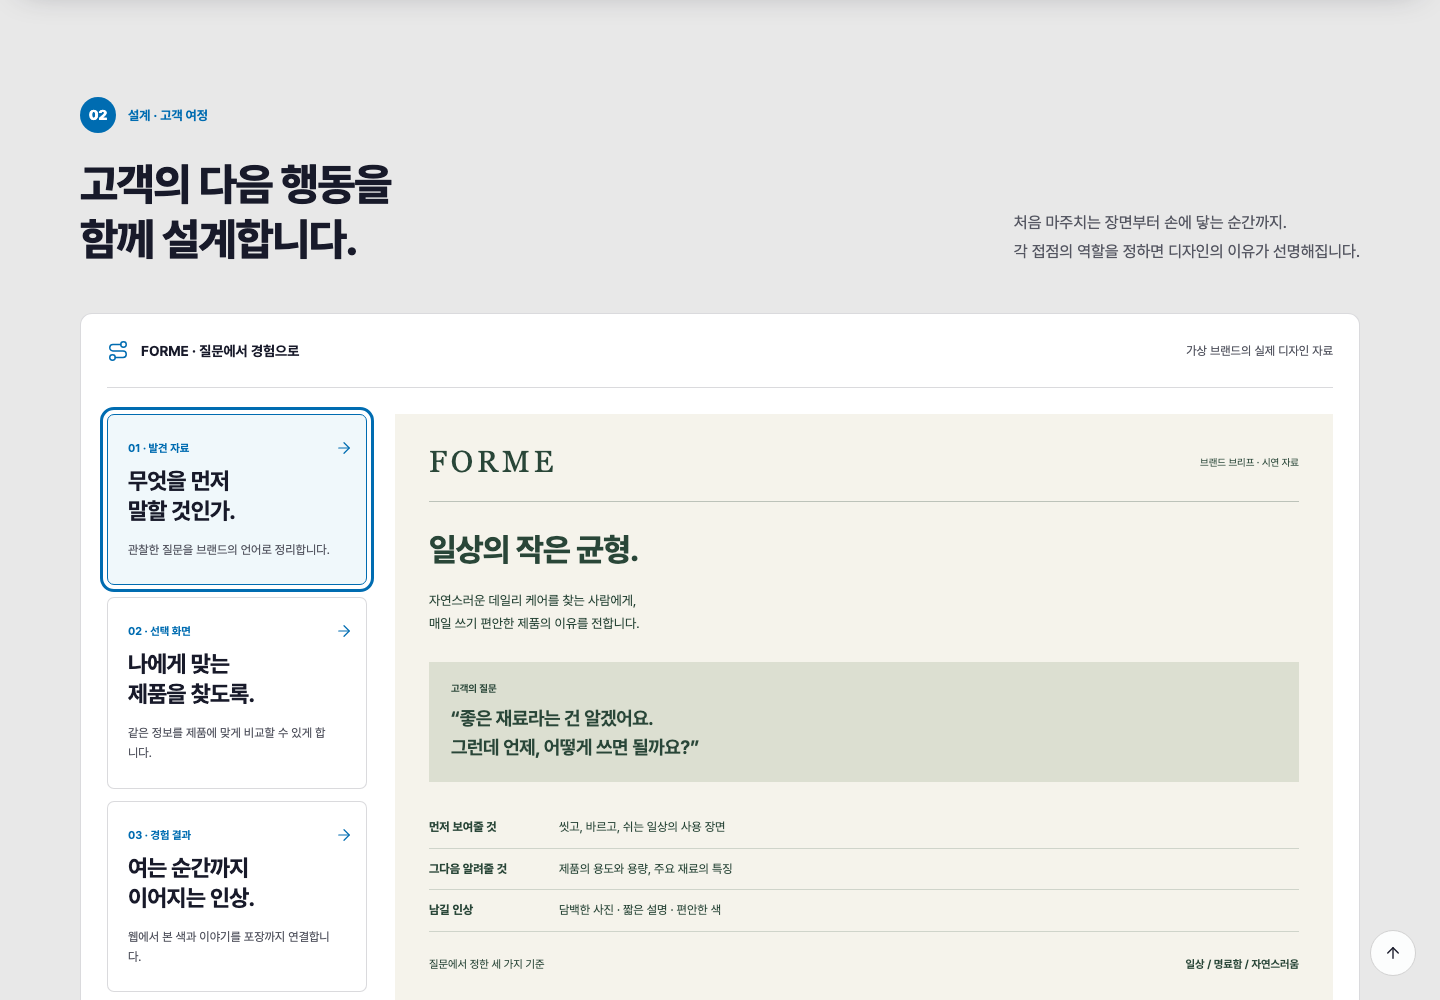 02
설계 · 고객 여정
고객의 다음 행동을
함께 설계합니다.
처음 마주치는 장면부터 손에 닿는 순간까지.
각 접점의 역할을 정하면 디자인의 이유가 선명해집니다.
FORME · 질문에서 경험으로
가상 브랜드의 실제 디자인 자료
01 · 발견 자료
무엇을 먼저
말할 것인가.
관찰한 질문을 브랜드의 언어로 정리합니다.
02 · 선택 화면
나에게 맞는
제품을 찾도록.
같은 정보를 제품에 맞게 비교할 수 있게 합
니다.
03 · 경험 결과
여는 순간까지
이어지는 인상.
웹에서 본 색과 이야기를 포장까지 연결합니
다.
FORME
브랜드 브리프 · 시연 자료
일상의 작은 균형.
자연스러운 데일리 케어를 찾는 사람에게,
매일 쓰기 편안한 제품의 이유를 전합니다.
고객의 질문
“좋은 재료라는 건 알겠어요.
그런데 언제, 어떻게 쓰면 될까요?”
먼저 보여줄 것 씻고, 바르고, 쉬는 일상의 사용 장면
그다음 알려줄 것 제품의 용도와 용량, 주요 재료의 특징
남길 인상 담백한 사진 · 짧은 설명 · 편안한 색
질문에서 정한 세 가지 기준
일상 / 명료함 / 자연스러움